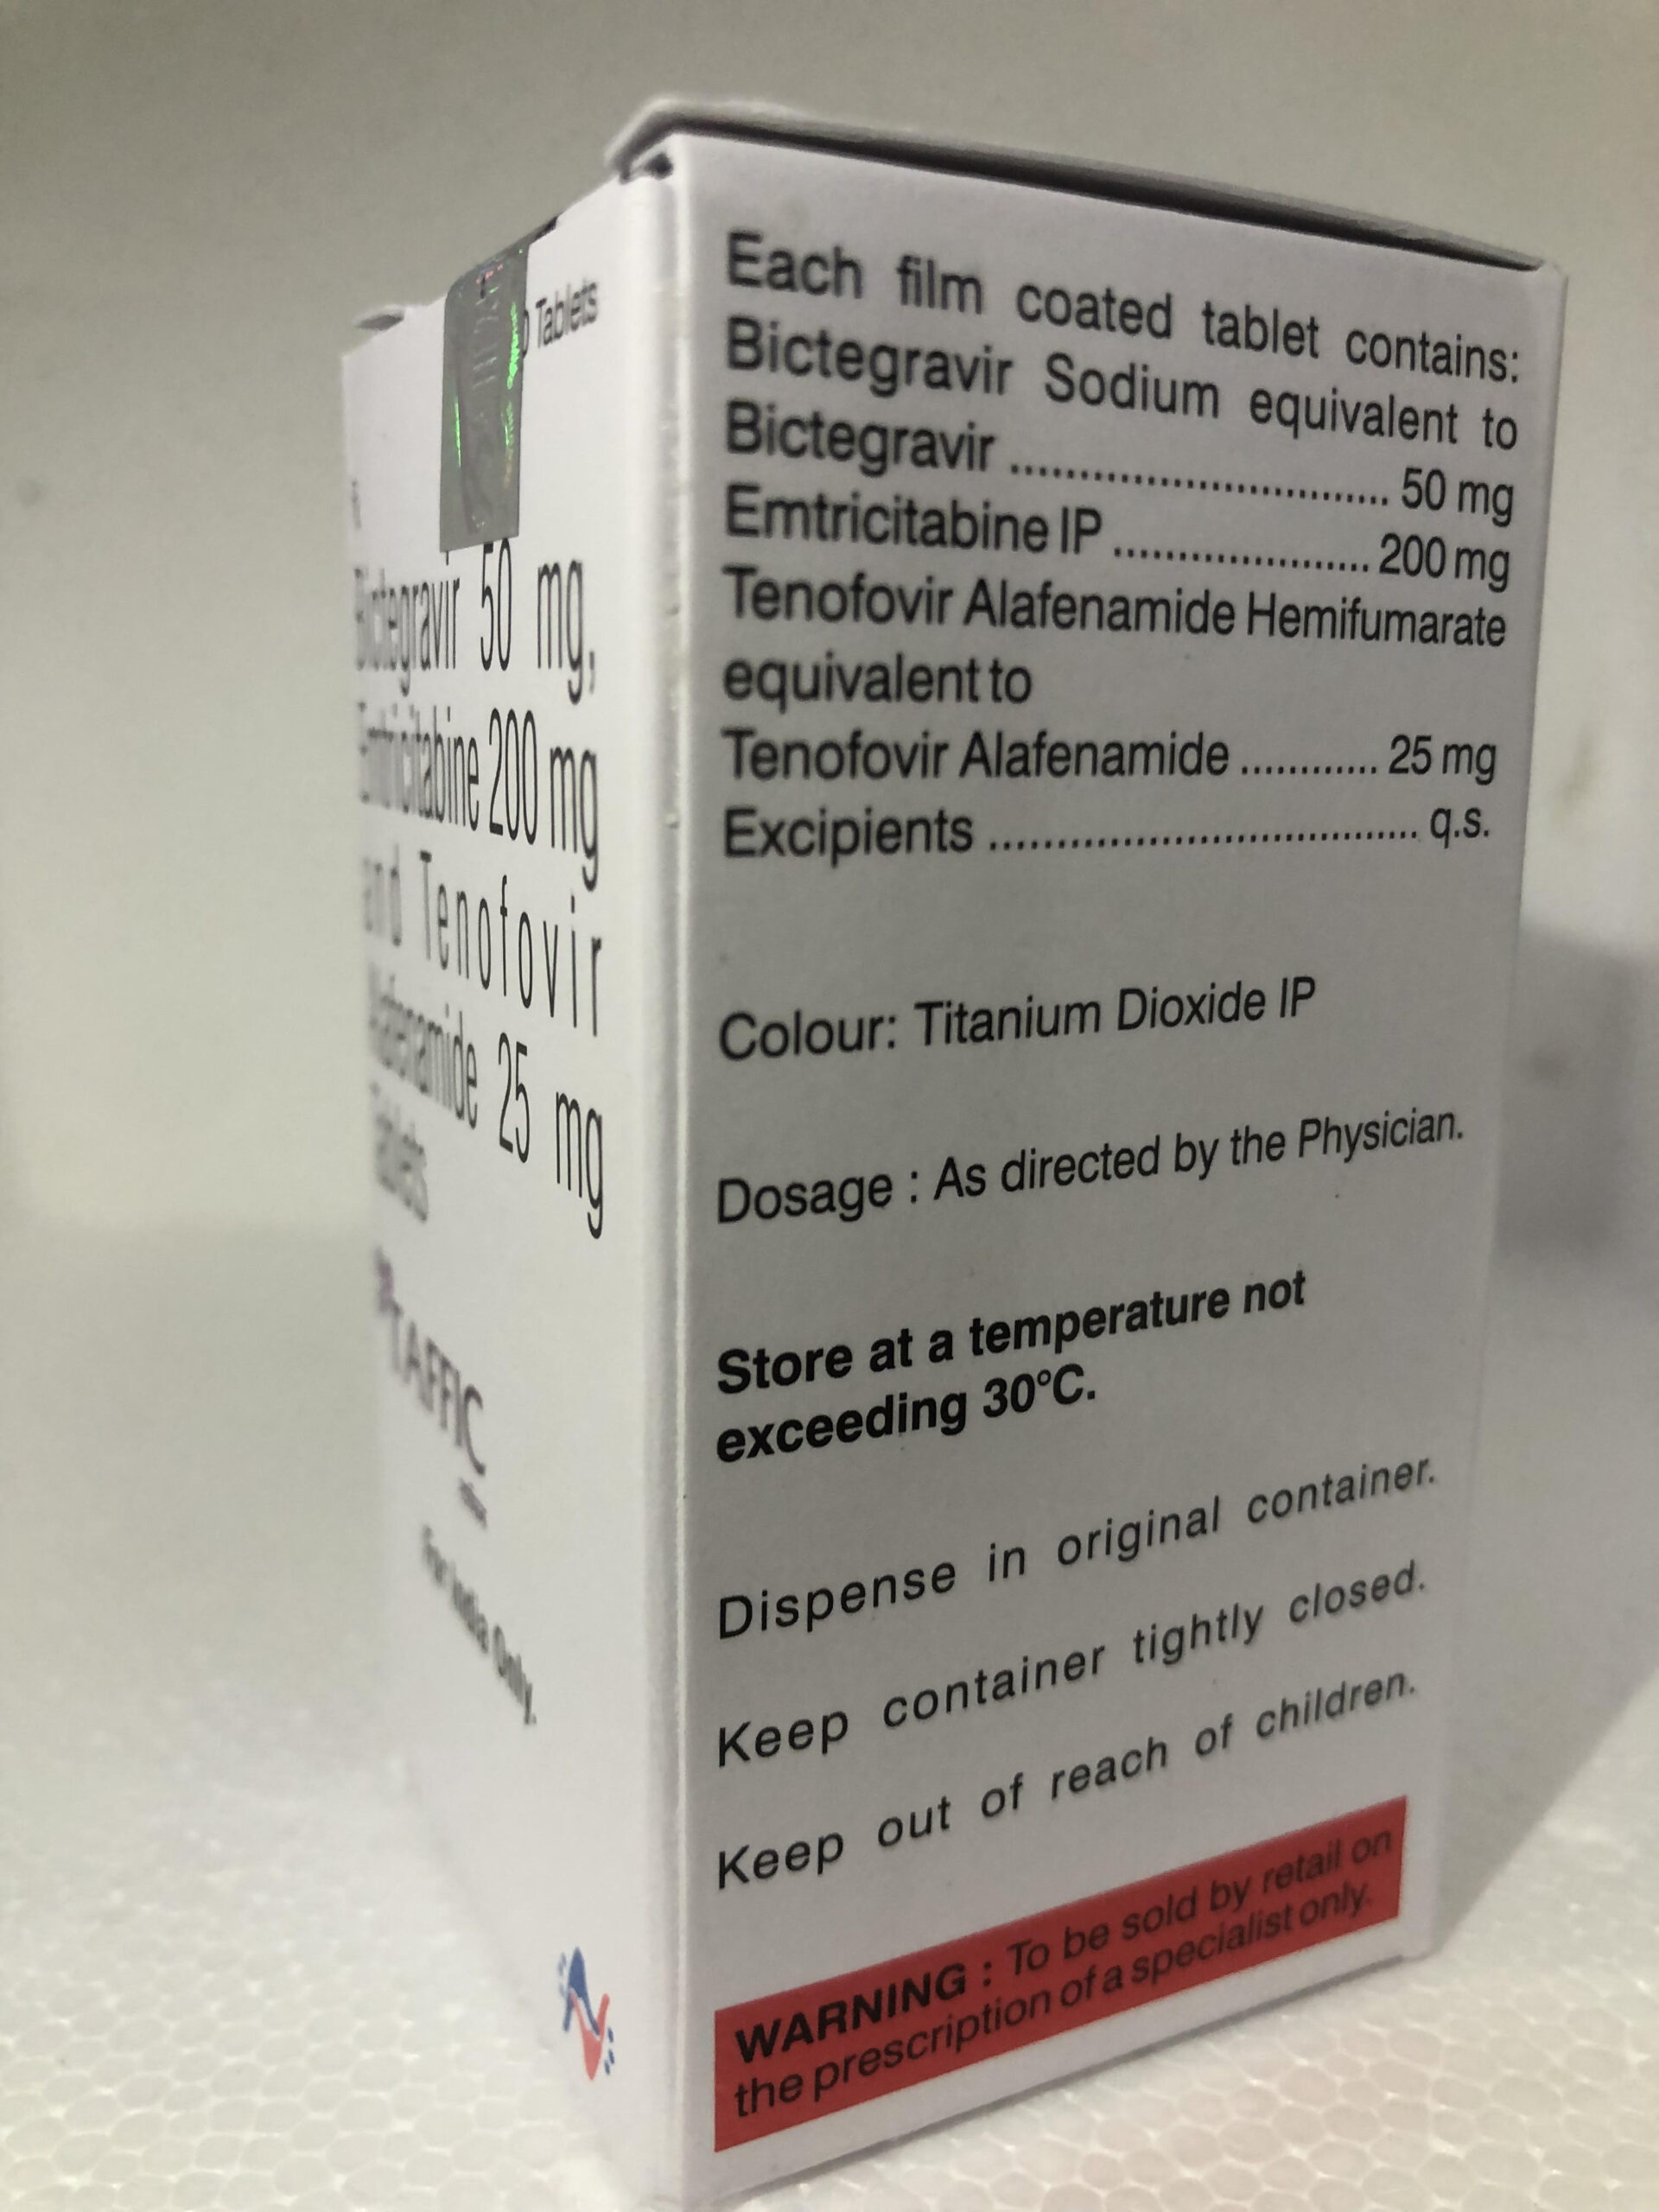 Tablets
Bictegravir 50 mg,
Emtricitabine 200 mg
and Tenofovir
Alafenamide 25 mg
Tablets
TAFFIC
For India Only.
Each film coated tablet contains:
Bictegravir Sodium equivalent to
Bictegravir .................................. 50 mg
Emtricitabine IP .................... 200 mg
Tenofovir Alafenamide Hemifumarate
equivalent to
Tenofovir Alafenamide ............ 25 mg
Excipients ..................................... q.s.
Colour: Titanium Dioxide IP
Dosage : As directed by the Physician.
Store at a temperature not
exceeding 30°C.
Dispense in original container.
Keep container tightly closed.
Keep out of reach of children.
WARNING : To be sold by retail on
the prescription of a specialist only.